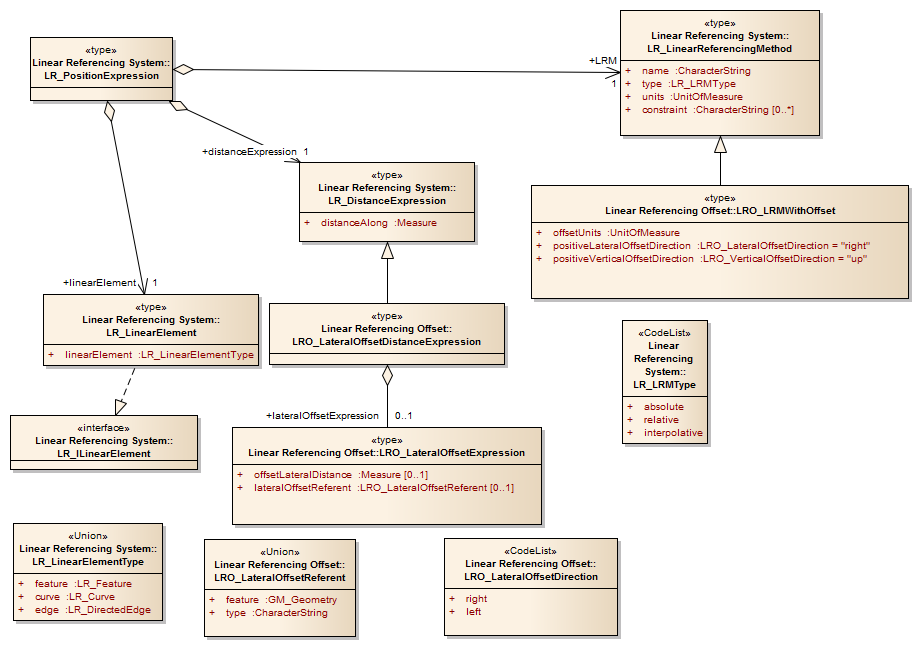 «type»
Linear Referencing System::
LR_PositionExpression
«type»
Linear Referencing System::
LR_LinearReferencingMethod
+ name :CharacterString
+ type :LR_LRMType
+ units :UnitOfMeasure
+ constraint :CharacterString [0..*]
+LRM
1
+distanceExpression 1
«type»
Linear Referencing System::
LR_DistanceExpression
+ distanceAlong :Measure
«type»
Linear Referencing Offset::LRO_LRMWithOffset
+ offsetUnits :UnitOfMeasure
+ positiveLateralOffsetDirection :LRO_LateralOffsetDirection = "right"
+ positiveVerticalOffsetDirection :LRO_VerticalOffsetDirection = "up"
+linearElement 1
«type»
Linear Referencing System::
LR_LinearElement
+ linearElement :LR_LinearElementType
«type»
Linear Referencing Offset::
LRO_LateralOffsetDistanceExpression
«CodeList»
Linear
Referencing
System::
LR_LRMType
+ absolute
+ relative
+ interpolative
«interface»
Linear Referencing System::
LR_ILinearElement
+lateralOffsetExpression 0..1
«type»
Linear Referencing Offset::LRO_LateralOffsetExpression
+ offsetLateralDistance :Measure [0..1]
+ lateralOffsetReferent :LRO_LateralOffsetReferent [0..1]
«Union»
Linear Referencing System::
LR_LinearElementType
+ feature :LR_Feature
+ curve :LR_Curve
+ edge :LR_DirectedEdge
«Union»
Linear Referencing Offset::
LRO_LateralOffsetReferent
+ feature :GM_Geometry
+ type :CharacterString
«CodeList»
Linear Referencing Offset::
LRO_LateralOffsetDirection
+ right
+ left